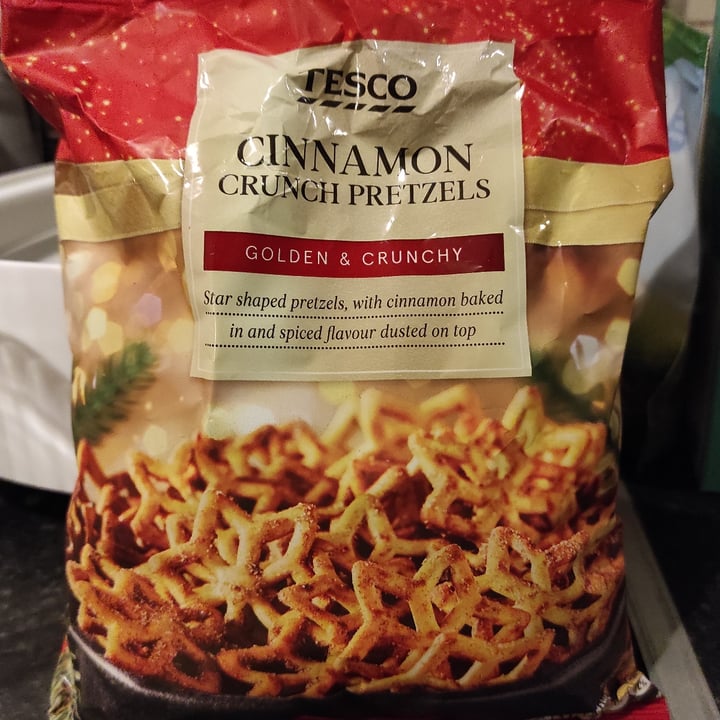 TESCO
CINNAMON
CRUNCH PRETZELS
GOLDEN & CRUNCHY
Star shaped pretzels, with cinnamon baked
in and spiced flavour dusted on top